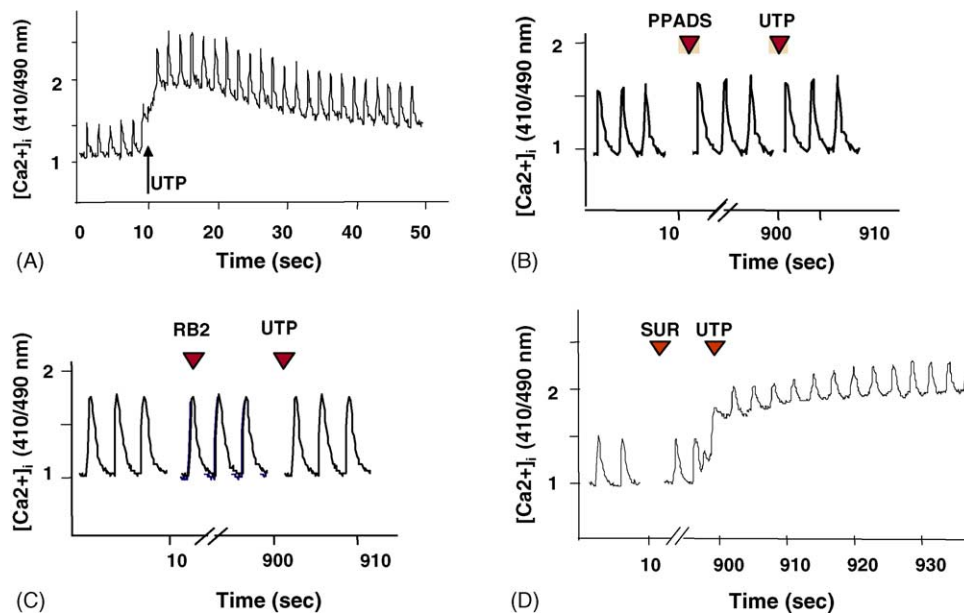 [Ca2+]i (410/490 nm)
2
1
UTP
0 10 20 30 40 50
Time (sec)
(A)
PPADS UTP
[Ca2+]i (410/490 nm)
2
1
10 900 910
Time (sec)
(B)
RB2 UTP
[Ca2+]i (410/490 nm)
2
1
10 900 910
Time (sec)
(C)
SUR UTP
[Ca2+]i (410/490 nm)
2
1
10 900 910 920 930
Time (sec)
(D)